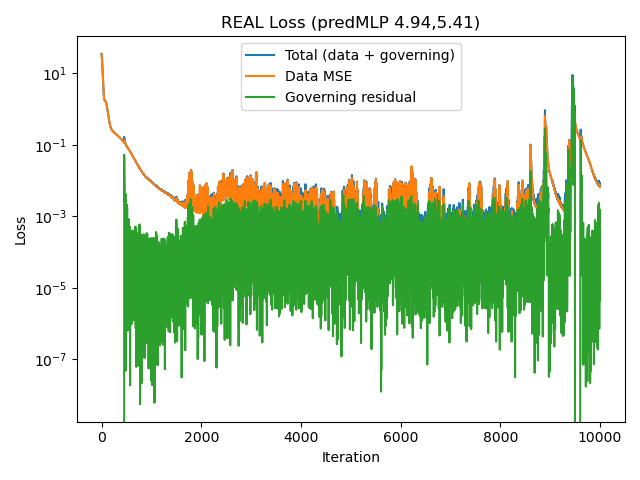 REAL Loss (predMLP 4.94,5.41)
Total (data + governing)
Data MSE
Governing residual
10^1
10^-1
10^-3
10^-5
10^-7
Loss
0 2000 4000 6000 8000 10000
Iteration